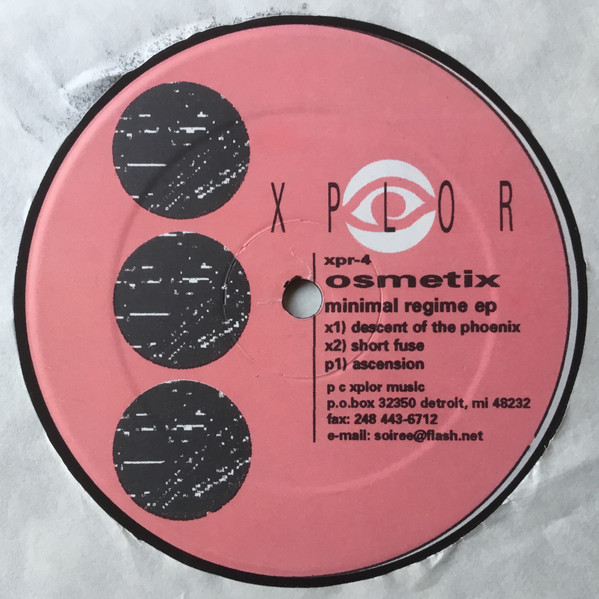 XPLOR
xpr-4
osmetix
minimal regime ep
x1) descent of the phoenix
x2) short fuse
p1) ascension
p c xplor music
p.o.box 32350 detroit, mi 48232
fax: 248 443-6712
e-mail: soiree@flash.net